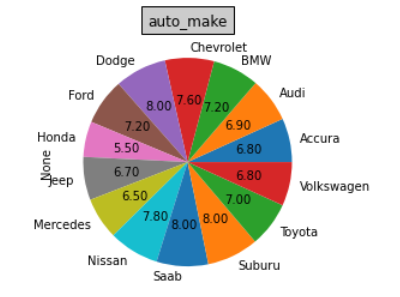 auto_make
Chevrolet
Dodge
BMW
Ford
Audi
Honda
Accura
None
Jeep
Volkswagen
Mercedes
Toyota
Nissan
Suburu
Saab
7.60
8.00
7.20
7.20
6.90
5.50
6.80
6.70
6.80
6.50
7.00
7.80
8.00
8.00